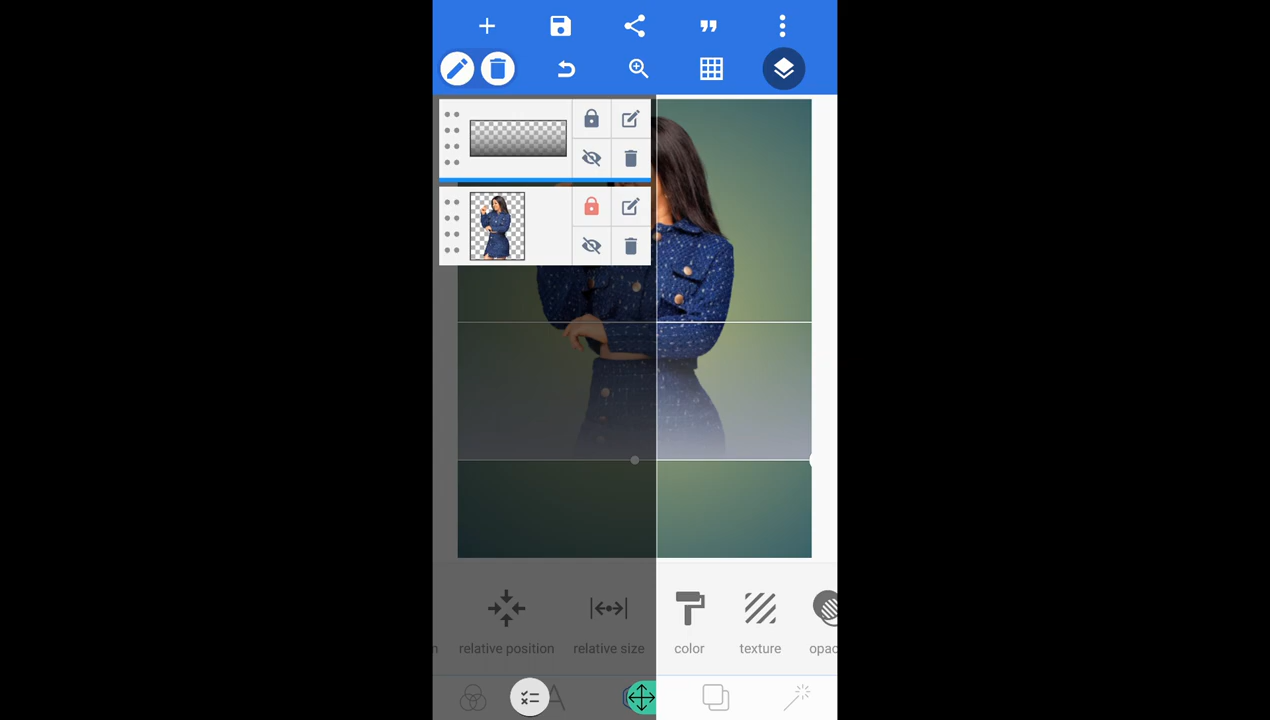 relative position
relative size
color
texture
opac